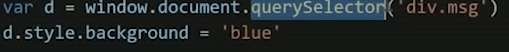 var d = window.document.querySelector('div.msg')
d.style.background = 'blue'